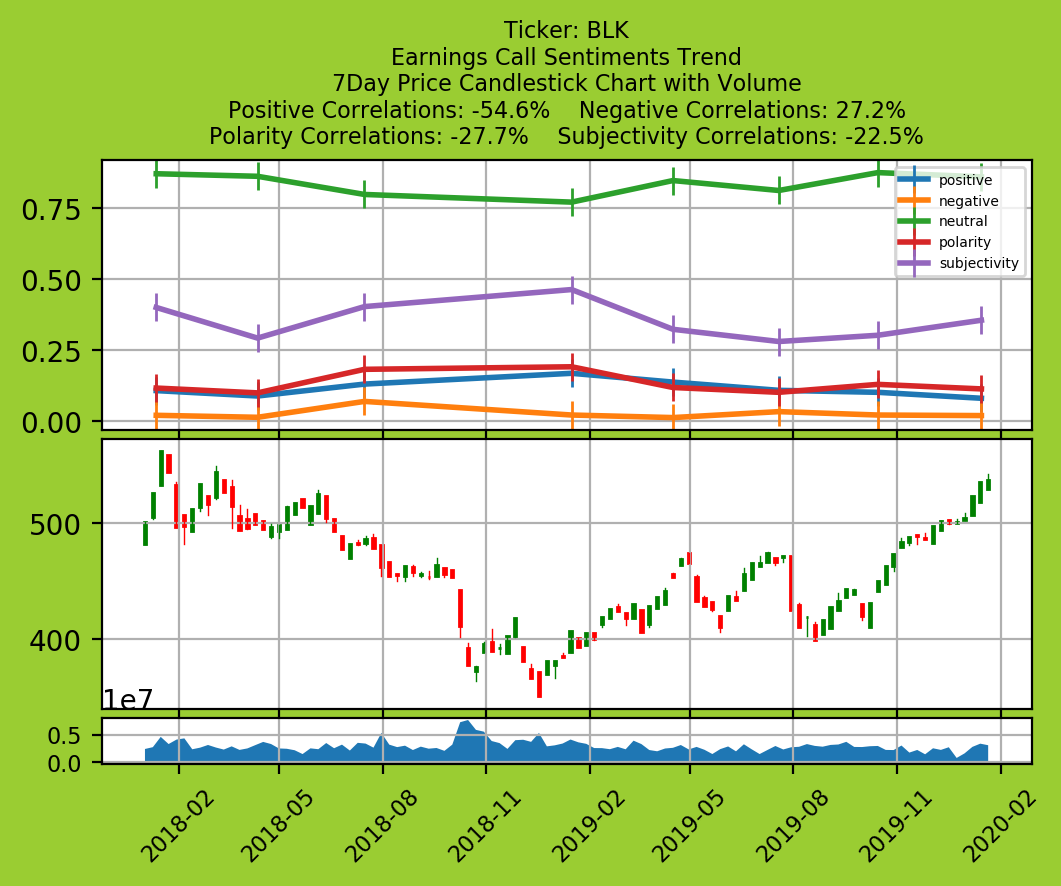 Ticker: BLK
Earnings Call Sentiments Trend
7Day Price Candlestick Chart with Volume
Positive Correlations: -54.6%    Negative Correlations: 27.2%
Polarity Correlations: -27.7%    Subjectivity Correlations: -22.5%
positive
negative
neutral
polarity
subjectivity
0.75
0.50
0.25
0.00
500
400
1e7
0.5
0.0
2018-02
2018-05
2018-08
2018-11
2019-02
2019-05
2019-08
2019-11
2020-02